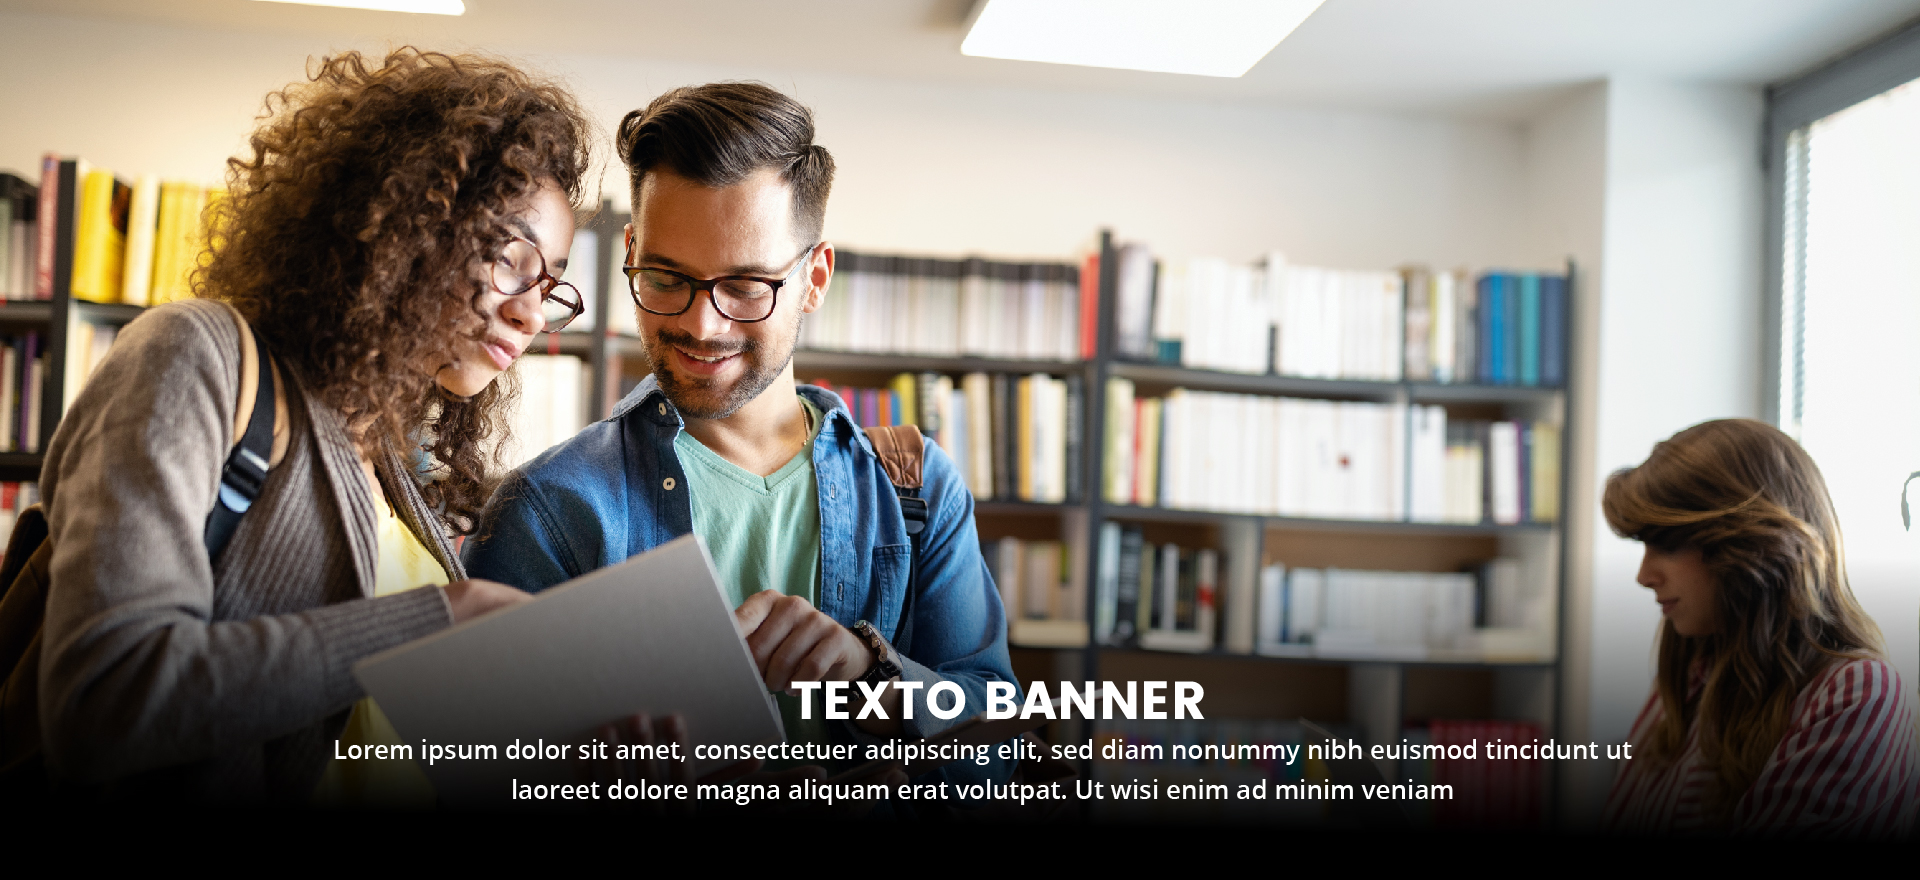 TEXTO BANNER
Lorem ipsum dolor sit amet, consectetuer adipiscing elit, sed diam nonummy nibh euismod tincidunt ut
laoreet dolore magna aliquam erat volutpat. Ut wisi enim ad minim veniam